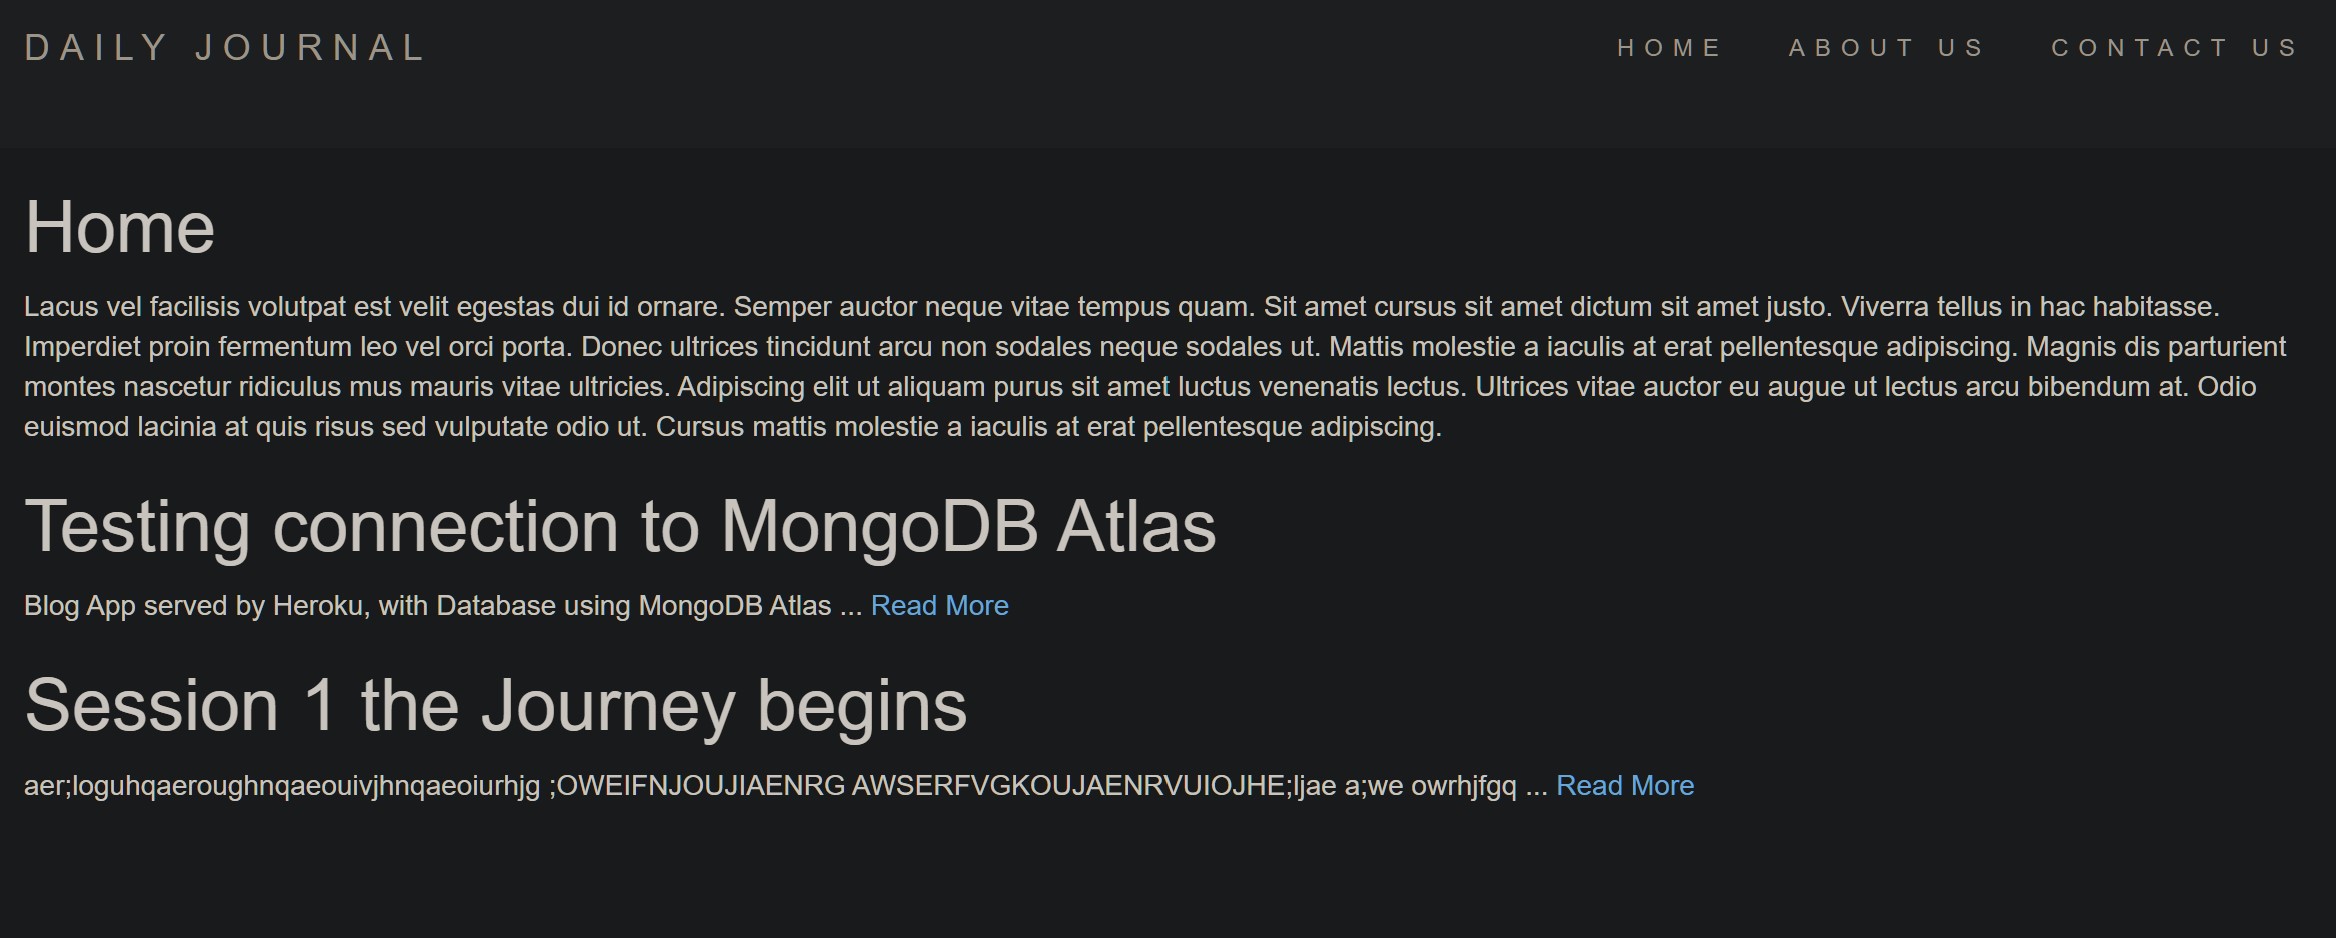 DAILY JOURNAL
HOME ABOUT US CONTACT US
Home
Lacus vel facilisis volutpat est velit egestas dui id ornare. Semper auctor neque vitae tempus quam. Sit amet cursus sit amet dictum sit amet justo. Viverra tellus in hac habitasse.
Imperdiet proin fermentum leo vel orci porta. Donec ultrices tincidunt arcu non sodales neque sodales ut. Mattis molestie a iaculis at erat pellentesque adipiscing. Magnis dis parturient
montes nascetur ridiculus mus mauris vitae ultricies. Adipiscing elit ut aliquam purus sit amet luctus venenatis lectus. Ultrices vitae auctor eu augue ut lectus arcu bibendum at. Odio
euismod lacinia at quis risus sed vulputate odio ut. Cursus mattis molestie a iaculis at erat pellentesque adipiscing.
Testing connection to MongoDB Atlas
Blog App served by Heroku, with Database using MongoDB Atlas ... Read More
Session 1 the Journey begins
aer;loguhqaeroughnqaeouivjhnqaeoiurhjg ;OWEIFNJOUJIAENRG AWSERFVGKOUJAENRVUIOJHE;ljae a;we owrhjfgq ... Read More